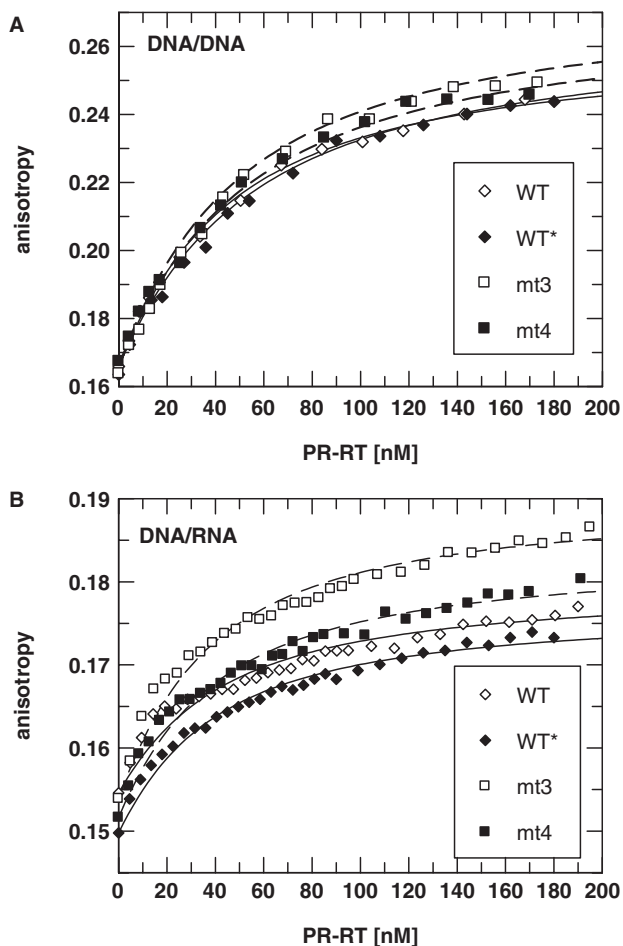 A
DNA/DNA
0.26
0.24
0.22
0.20
0.18
0.16
anisotropy
WT
WT*
mt3
mt4
0 20 40 60 80 100 120 140 160 180 200
PR-RT [nM]
B
DNA/RNA
0.19
0.18
0.17
0.16
0.15
anisotropy
WT
WT*
mt3
mt4
0 20 40 60 80 100 120 140 160 180 200
PR-RT [nM]